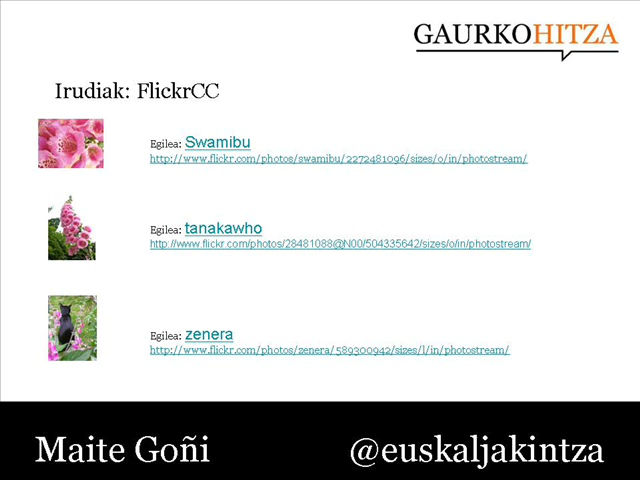 GAURKOHITZA
Irudiak: FlickrCC
Egilea: Swamibu
http://www.flickr.com/photos/swamibu/2272481096/sizes/o/in/photostream/
Egilea: tanakawho
http://www.flickr.com/photos/28481088@N00/504335642/sizes/o/in/photostream/
Egilea: zenera
http://www.flickr.com/photos/zenera/589300942/sizes/l/in/photostream/
Maite Goñi @euskaljakintza